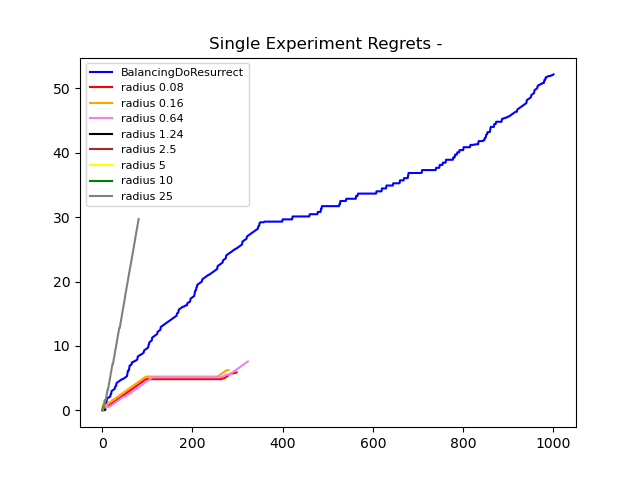 Single Experiment Regrets -
BalancingDoResurrect
radius 0.08
radius 0.16
radius 0.64
radius 1.24
radius 2.5
radius 5
radius 10
radius 25
50
40
30
20
10
0
0 200 400 600 800 1000